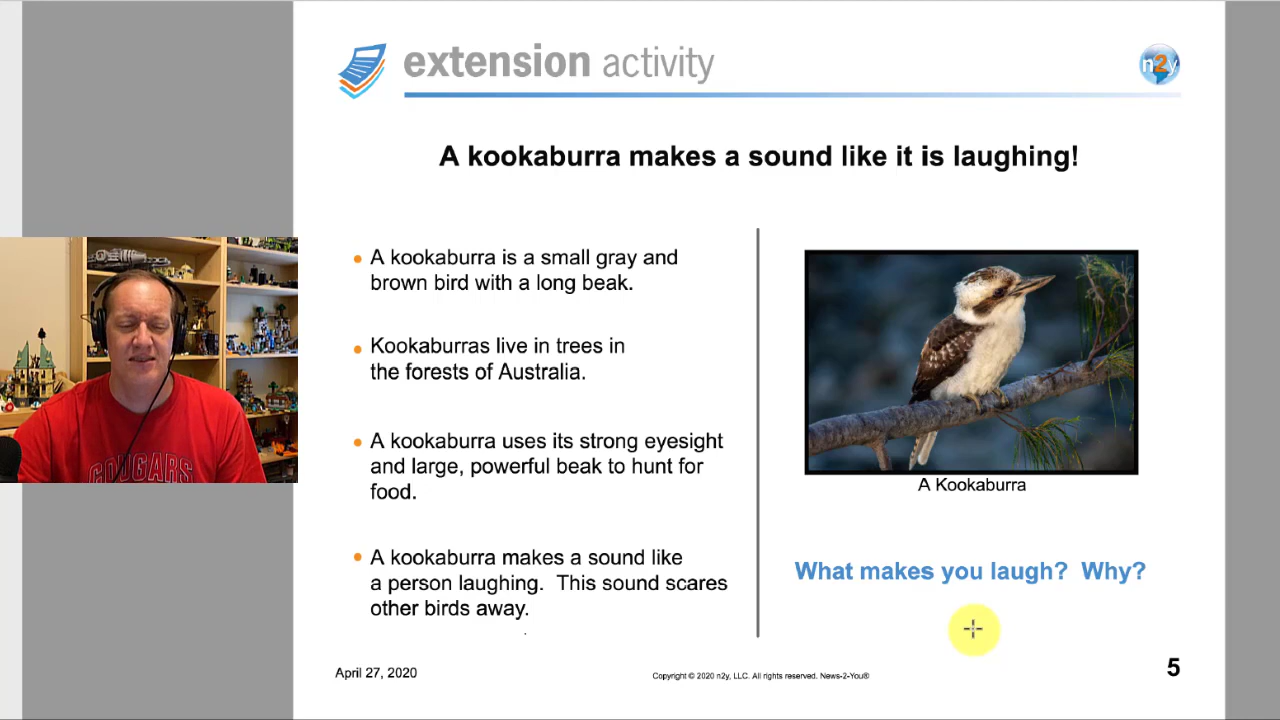 extension activity
n2y
A kookaburra makes a sound like it is laughing!
A kookaburra is a small gray and
brown bird with a long beak.
Kookaburras live in trees in
the forests of Australia.
A kookaburra uses its strong eyesight
and large, powerful beak to hunt for
food.
A kookaburra makes a sound like
a person laughing.  This sound scares
other birds away.
A Kookaburra
What makes you laugh?  Why?
COUGARS
April 27, 2020
Copyright © 2020 n2y, LLC. All rights reserved. News-2-You®
5